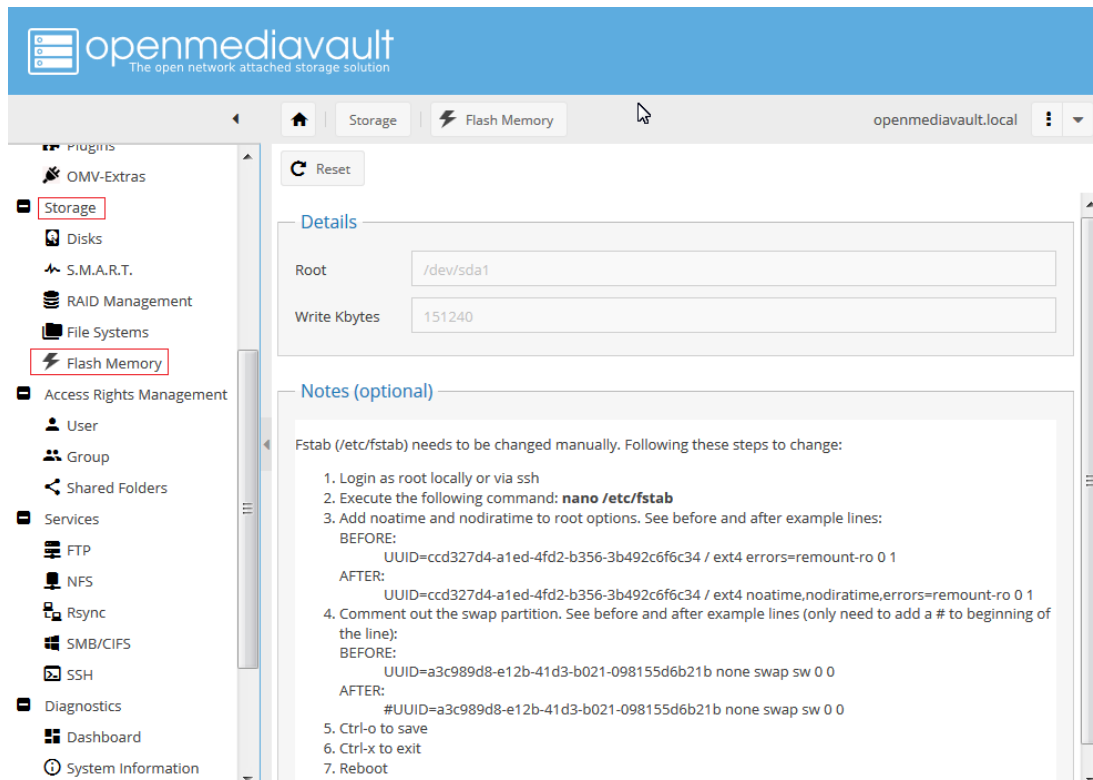 openmediavault
The open network attached storage solution
Storage
Flash Memory
openmediavault.local
Plugins
OMV-Extras
Storage
Disks
S.M.A.R.T.
RAID Management
File Systems
Flash Memory
Access Rights Management
User
Group
Shared Folders
Services
FTP
NFS
Rsync
SMB/CIFS
SSH
Diagnostics
Dashboard
System Information
Reset
Details
Root
/dev/sda1
Write Kbytes
151240
Notes (optional)
Fstab (/etc/fstab) needs to be changed manually. Following these steps to change:
1. Login as root locally or via ssh
2. Execute the following command: nano /etc/fstab
3. Add noatime and nodiratime to root options. See before and after example lines:
BEFORE:
UUID=ccd327d4-a1ed-4fd2-b356-3b492c6f6c34 / ext4 errors=remount-ro 0 1
AFTER:
UUID=ccd327d4-a1ed-4fd2-b356-3b492c6f6c34 / ext4 noatime,nodiratime,errors=remount-ro 0 1
4. Comment out the swap partition. See before and after example lines (only need to add a # to beginning of
the line):
BEFORE:
UUID=a3c989d8-e12b-41d3-b021-098155d6b21b none swap sw 0 0
AFTER:
#UUID=a3c989d8-e12b-41d3-b021-098155d6b21b none swap sw 0 0
5. Ctrl-o to save
6. Ctrl-x to exit
7. Reboot